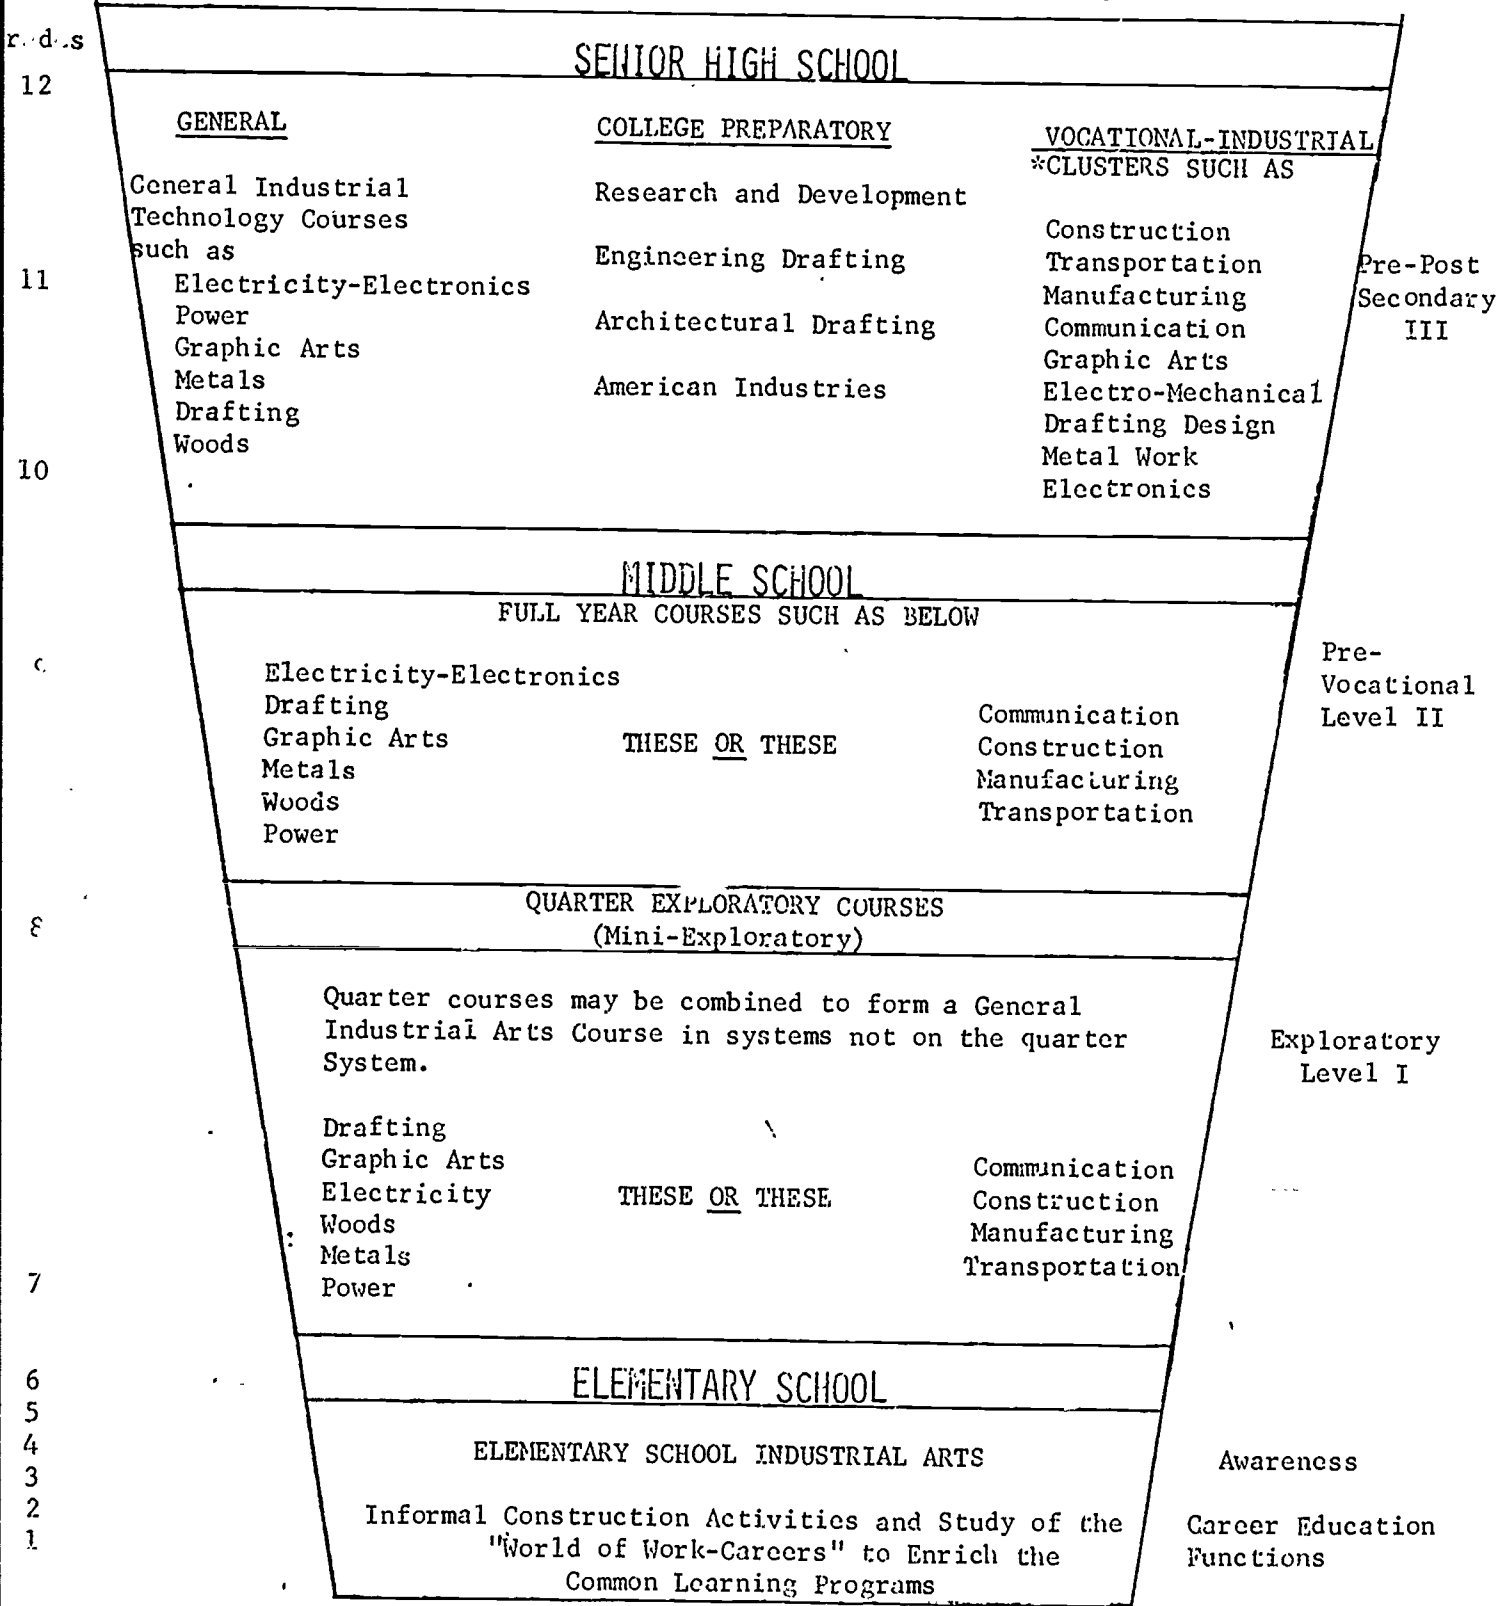 12
SENIOR HIGH SCHOOL
GENERAL
General Industrial
Technology Courses
such as
Electricity-Electronics
Power
Graphic Arts
Metals
Drafting
Woods
COLLEGE PREPARATORY
Research and Development
Engineering Drafting
Architectural Drafting
American Industries
VOCATIONAL-INDUSTRIAL
*CLUSTERS SUCH AS
Construction
Transportation
Manufacturing
Communication
Graphic Arts
Electro-Mechanical
Drafting Design
Metal Work
Electronics
11
Pre-Post
Secondary
III
10
MIDDLE SCHOOL
FULL YEAR COURSES SUCH AS BELOW
Electricity-Electronics
Drafting
Graphic Arts
Metals
Woods
Power
THESE OR THESE
Communication
Construction
Manufacturing
Transportation
Pre-
Vocational
Level II
QUARTER EXPLORATORY COURSES
(Mini-Exploratory)
8
Quarter courses may be combined to form a General
Industrial Arts Course in systems not on the quarter
System.
Drafting
Graphic Arts
Electricity
Woods
Metals
Power
THESE OR THESE
Communication
Construction
Manufacturing
Transportation
Exploratory
Level I
7
6
ELEMENTARY SCHOOL
5
4
ELEMENTARY SCHOOL INDUSTRIAL ARTS
Awareness
3
2
1
Informal Construction Activities and Study of the
"World of Work-Careers" to Enrich the
Common Learning Programs
Career Education
Functions